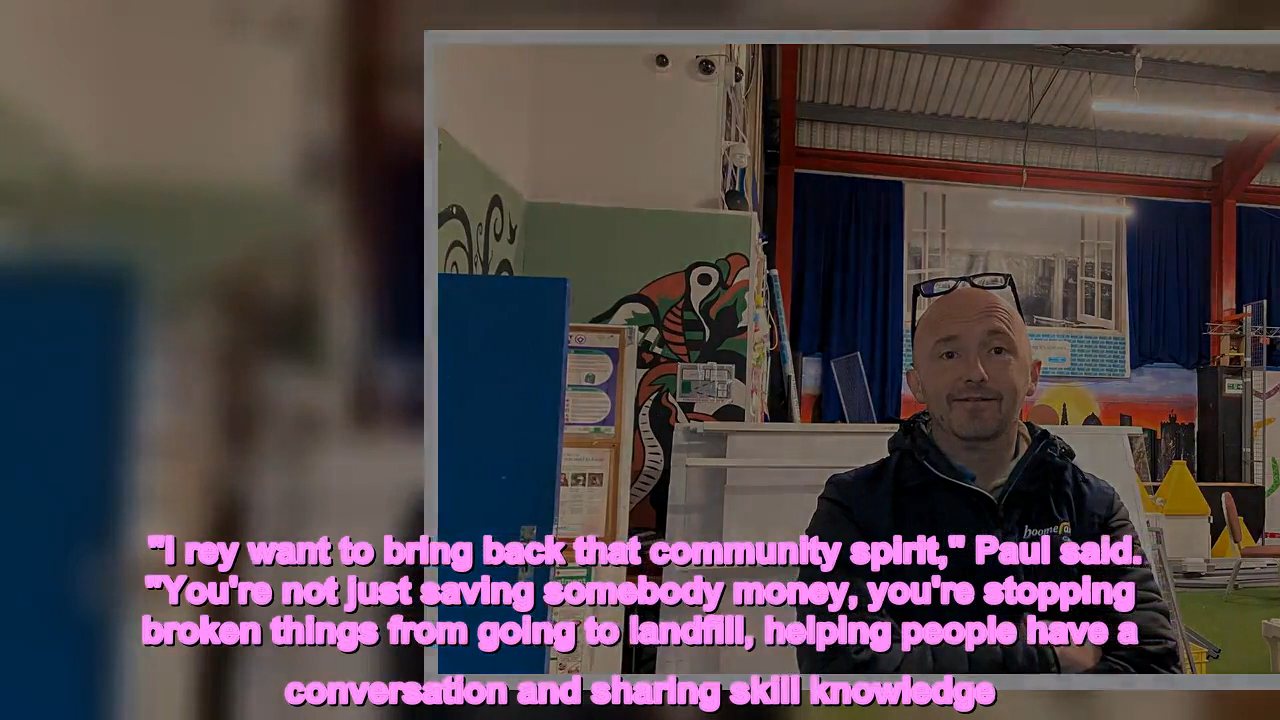 "I rey want to bring back that community spirit," Paul said.
"You're not just saving somebody money, you're stopping
broken things from going to landfill, helping people have a
conversation and sharing skill knowledge